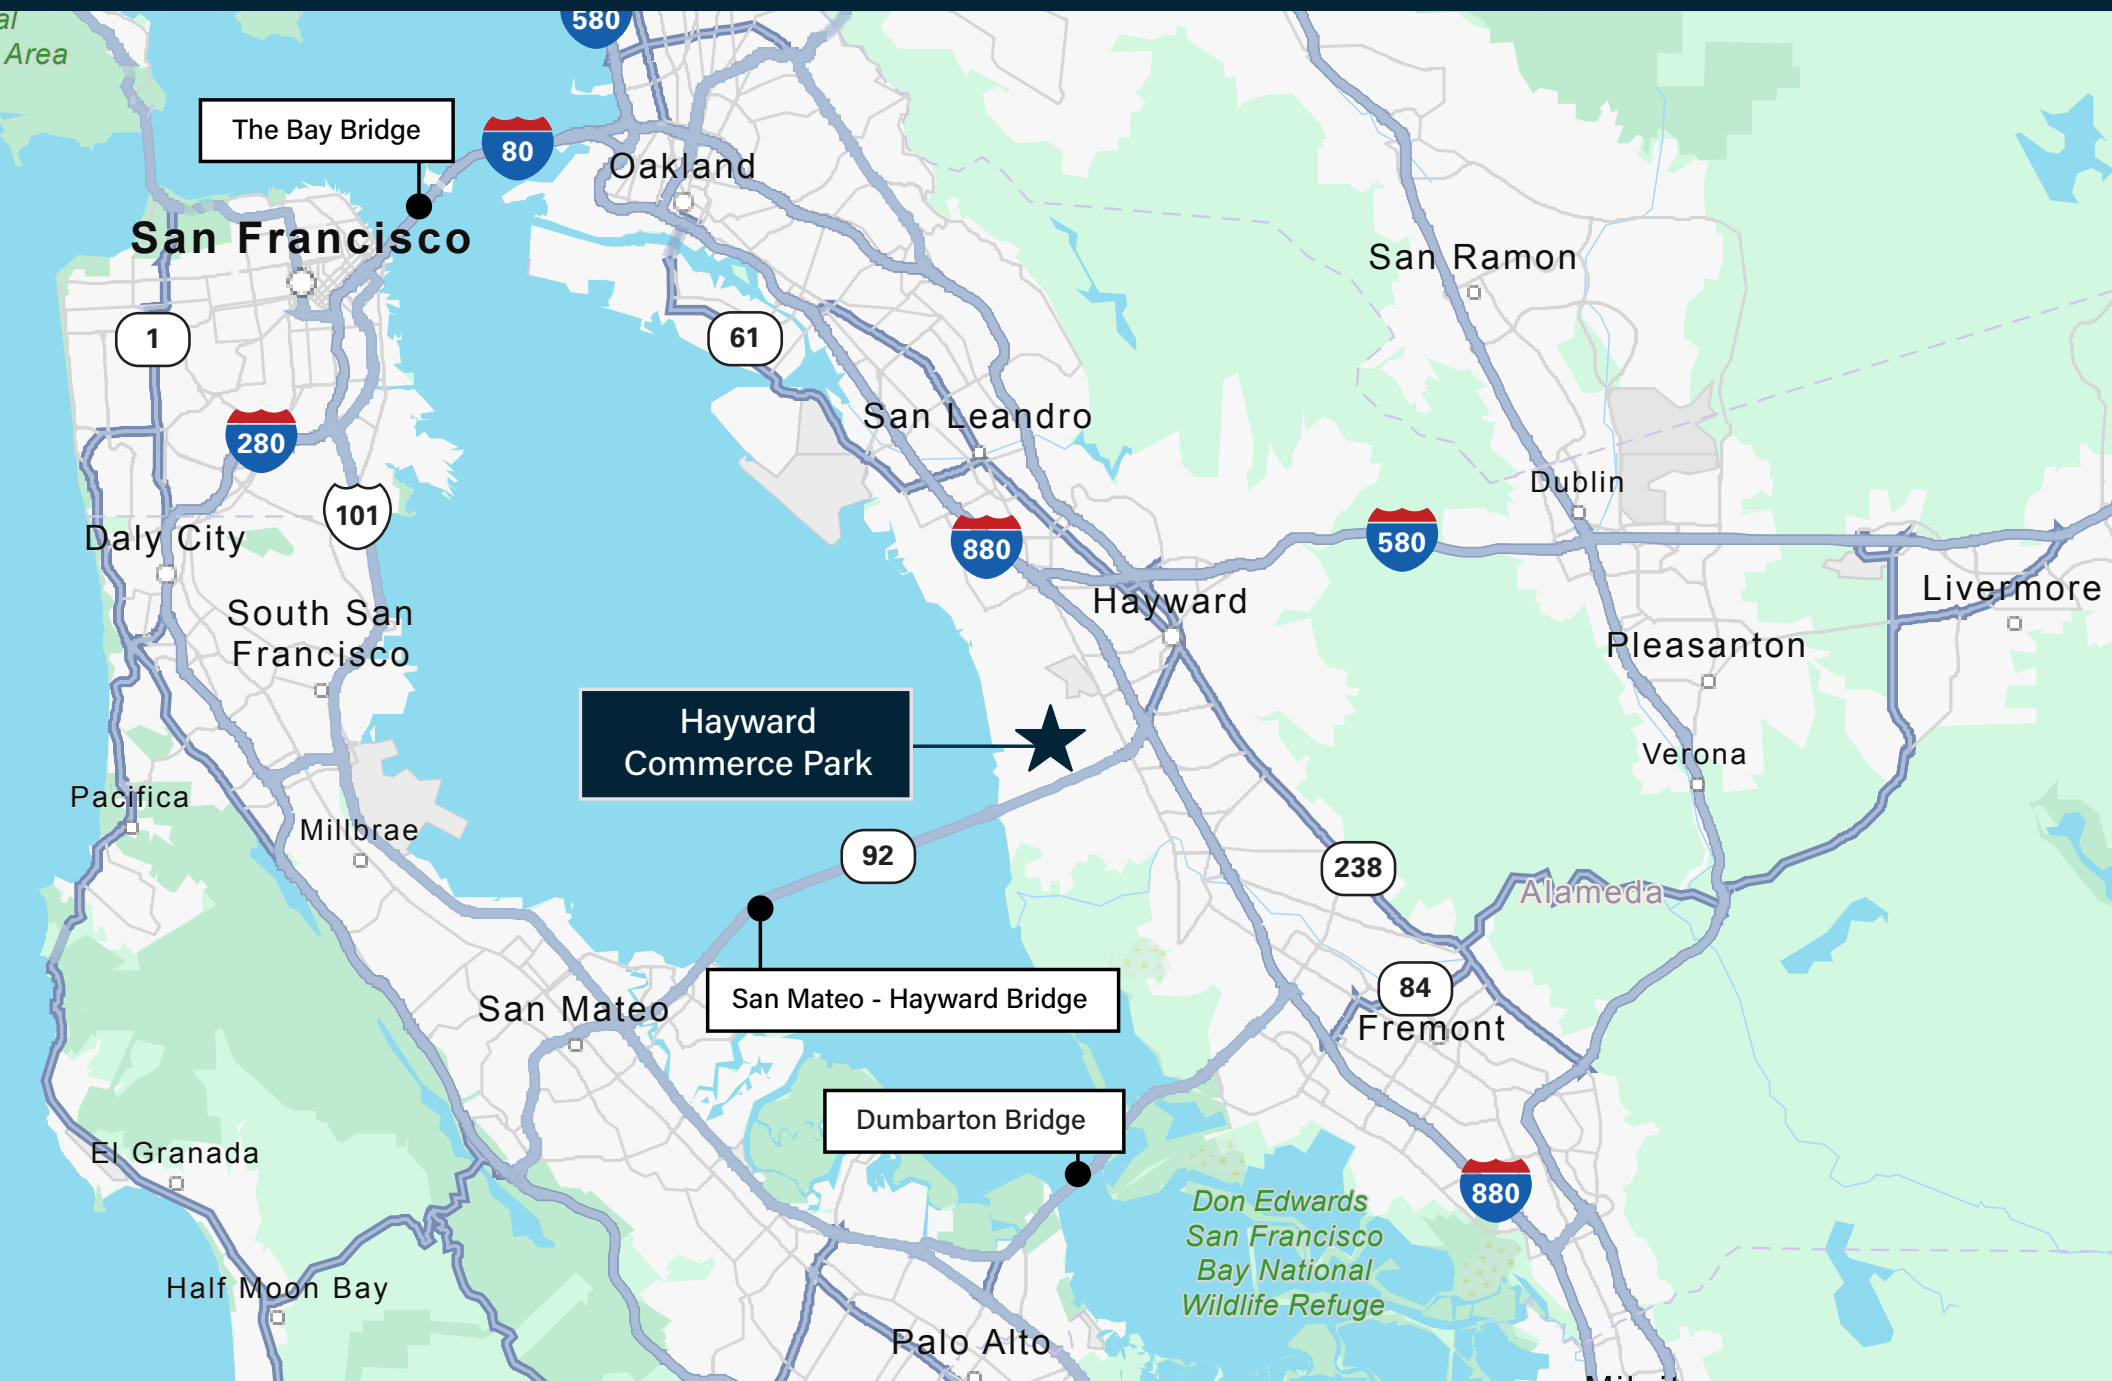 al
Area
580
The Bay Bridge
80
Oakland
San Francisco
San Ramon
1
61
280
San Leandro
101
Dublin
Daly City
880
580
Hayward
Livermore
South San
Francisco
Pleasanton
Hayward
Commerce Park
Verona
Pacifica
Millbrae
92
238
Alameda
84
San Mateo
San Mateo - Hayward Bridge
Fremont
Dumbarton Bridge
El Granada
880
Don Edwards
San Francisco
Bay National
Wildlife Refuge
Half Moon Bay
Palo Alto